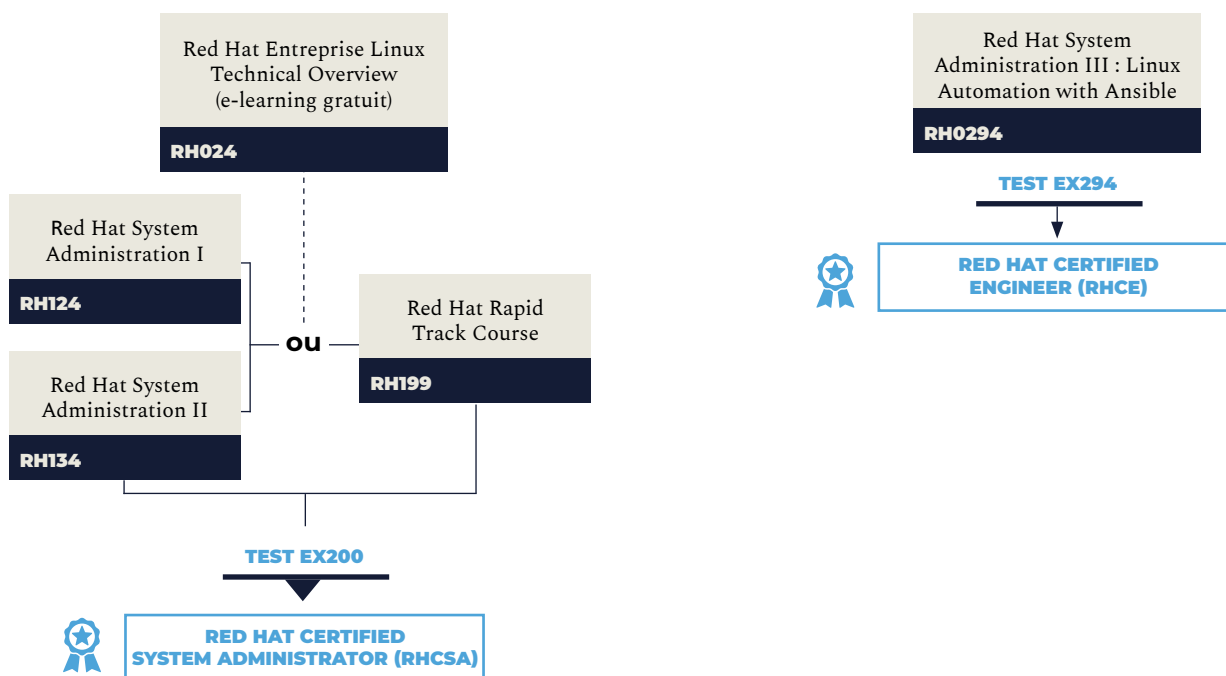 Red Hat Entreprise Linux
Technical Overview
(e-learning gratuit)
RH024
Red Hat System
Administration I
RH124
Red Hat System
Administration II
RH134
ou
Red Hat Rapid
Track Course
RH199
TEST EX200
RED HAT CERTIFIED
SYSTEM ADMINISTRATOR (RHCSA)
Red Hat System
Administration III : Linux
Automation with Ansible
RH0294
TEST EX294
RED HAT CERTIFIED
ENGINEER (RHCE)